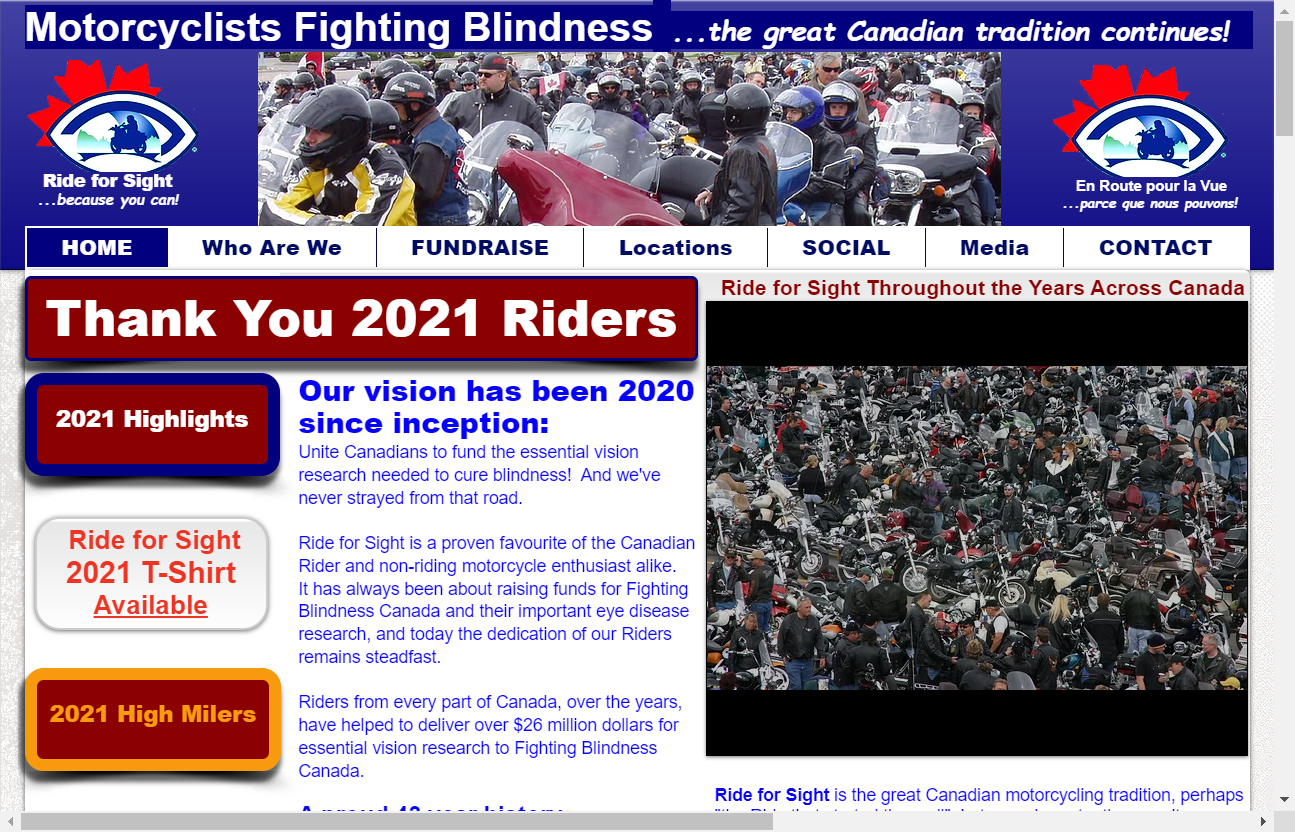 Motorcyclists Fighting Blindness ...the great Canadian tradition continues!
Ride for Sight
...because you can!
En Route pour la Vue
...parce que nous pouvons!
HOME Who Are We FUNDRAISE Locations SOCIAL Media CONTACT
Thank You 2021 Riders
Ride for Sight Throughout the Years Across Canada
2021 Highlights
Ride for Sight
2021 T-Shirt
Available
2021 High Milers
Our vision has been 2020
since inception:
Unite Canadians to fund the essential vision
research needed to cure blindness!  And we've
never strayed from that road.
Ride for Sight is a proven favourite of the Canadian
Rider and non-riding motorcycle enthusiast alike.
It has always been about raising funds for Fighting
Blindness Canada and their important eye disease
research, and today the dedication of our Riders
remains steadfast.
Riders from every part of Canada, over the years,
have helped to deliver over $26 million dollars for
essential vision research to Fighting Blindness
Canada.
Ride for Sight is the great Canadian motorcycling tradition, perhaps